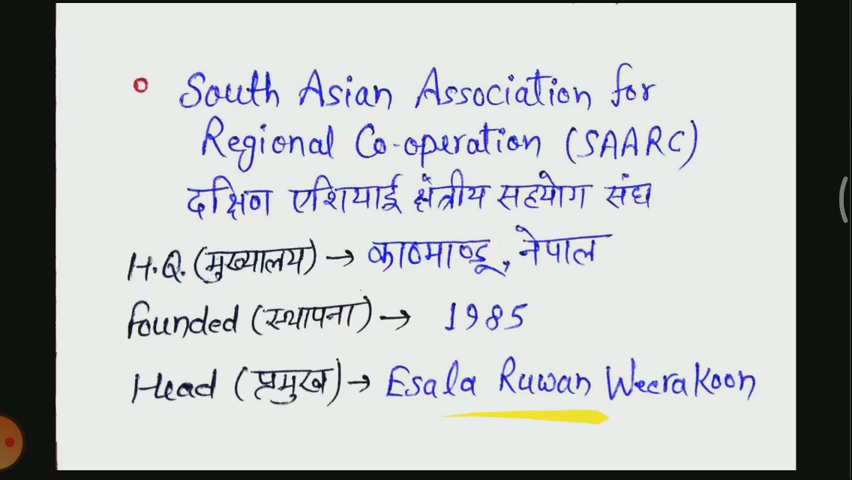 South Asian Association for
Regional Co-operation (SAARC)
दक्षिण एशियाई क्षेत्रीय सहयोग संघ
H.Q. (मुख्यालय) → काठमाण्डू, नेपाल
founded (स्थापना) → 1985
Head (प्रमुख) → Esala Ruwan Weerakoon